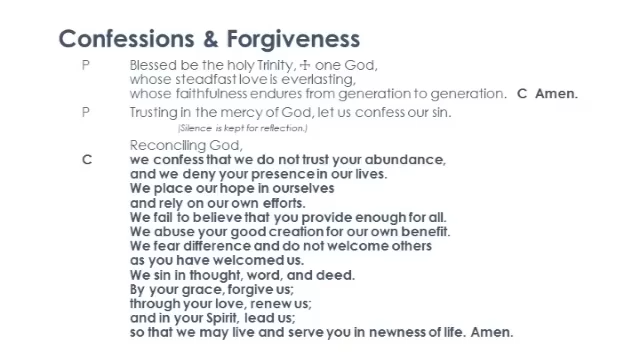 Confessions & Forgiveness
P Blessed be the holy Trinity, ☩ one God,
whose steadfast love is everlasting,
whose faithfulness endures from generation to generation. C Amen.
P Trusting in the mercy of God, let us confess our sin.
(Silence is kept for reflection.)
Reconciling God,
C we confess that we do not trust your abundance,
and we deny your presence in our lives.
We place our hope in ourselves
and rely on our own efforts.
We fail to believe that you provide enough for all.
We abuse your good creation for our own benefit.
We fear difference and do not welcome others
as you have welcomed us.
We sin in thought, word, and deed.
By your grace, forgive us;
through your love, renew us;
and in your Spirit, lead us;
so that we may live and serve you in newness of life. Amen.